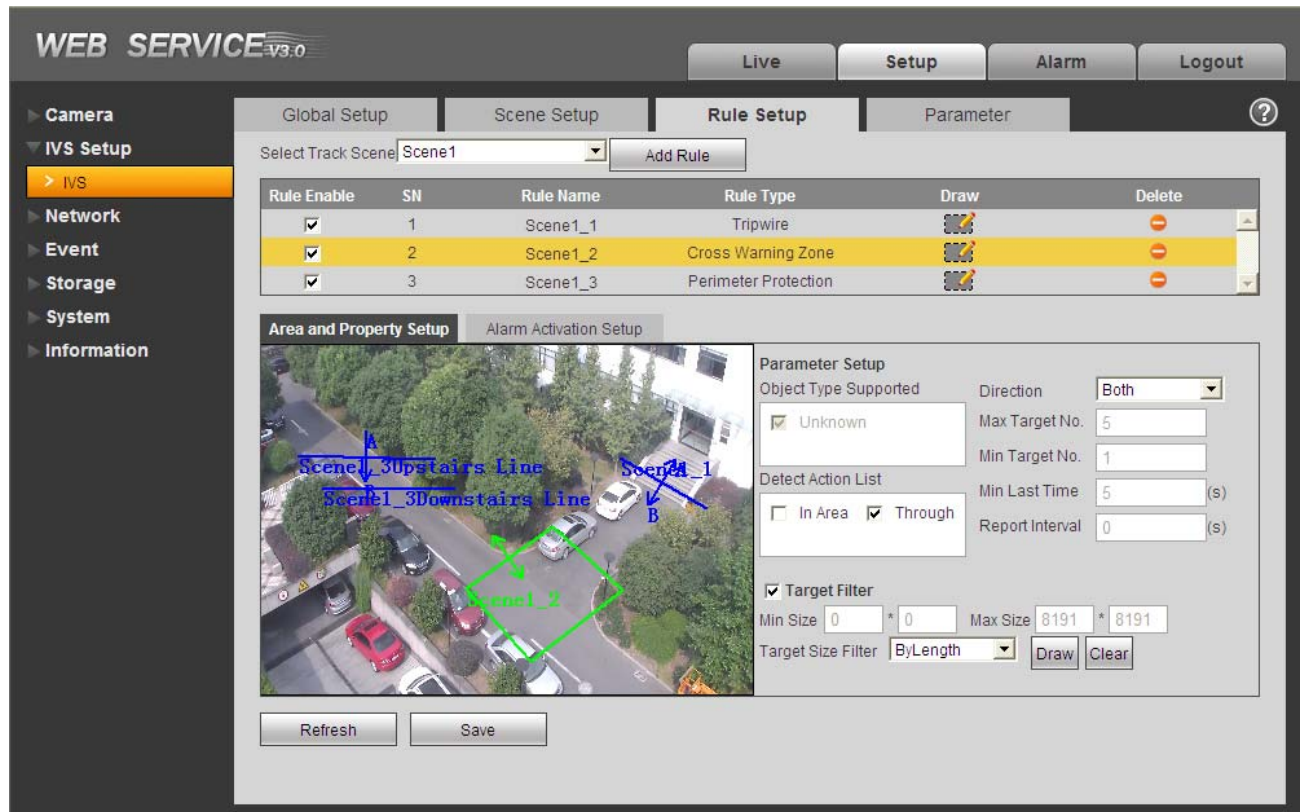 WEB SERVICE V3.0
Live Setup Alarm Logout
Camera
IVS Setup
> IVS
Network
Event
Storage
System
Information
Global Setup Scene Setup Rule Setup Parameter ?
Select Track Scene Scene1 Add Rule
Rule Enable SN Rule Name Rule Type Draw Delete
1 Scene1_1 Tripwire
2 Scene1_2 Cross Warning Zone
3 Scene1_3 Perimeter Protection
Area and Property Setup Alarm Activation Setup
A
Scene1_3Upstairs Line
B
Scene1_3Downstairs Line
Scene1_1
A
B
Scene1_2
Parameter Setup
Object Type Supported
Unknown
Detect Action List
In Area Through
Direction Both
Max Target No. 5
Min Target No. 1
Min Last Time 5 (s)
Report Interval 0 (s)
Target Filter
Min Size 0 * 0 Max Size 8191 * 8191
Target Size Filter ByLength Draw Clear
Refresh Save